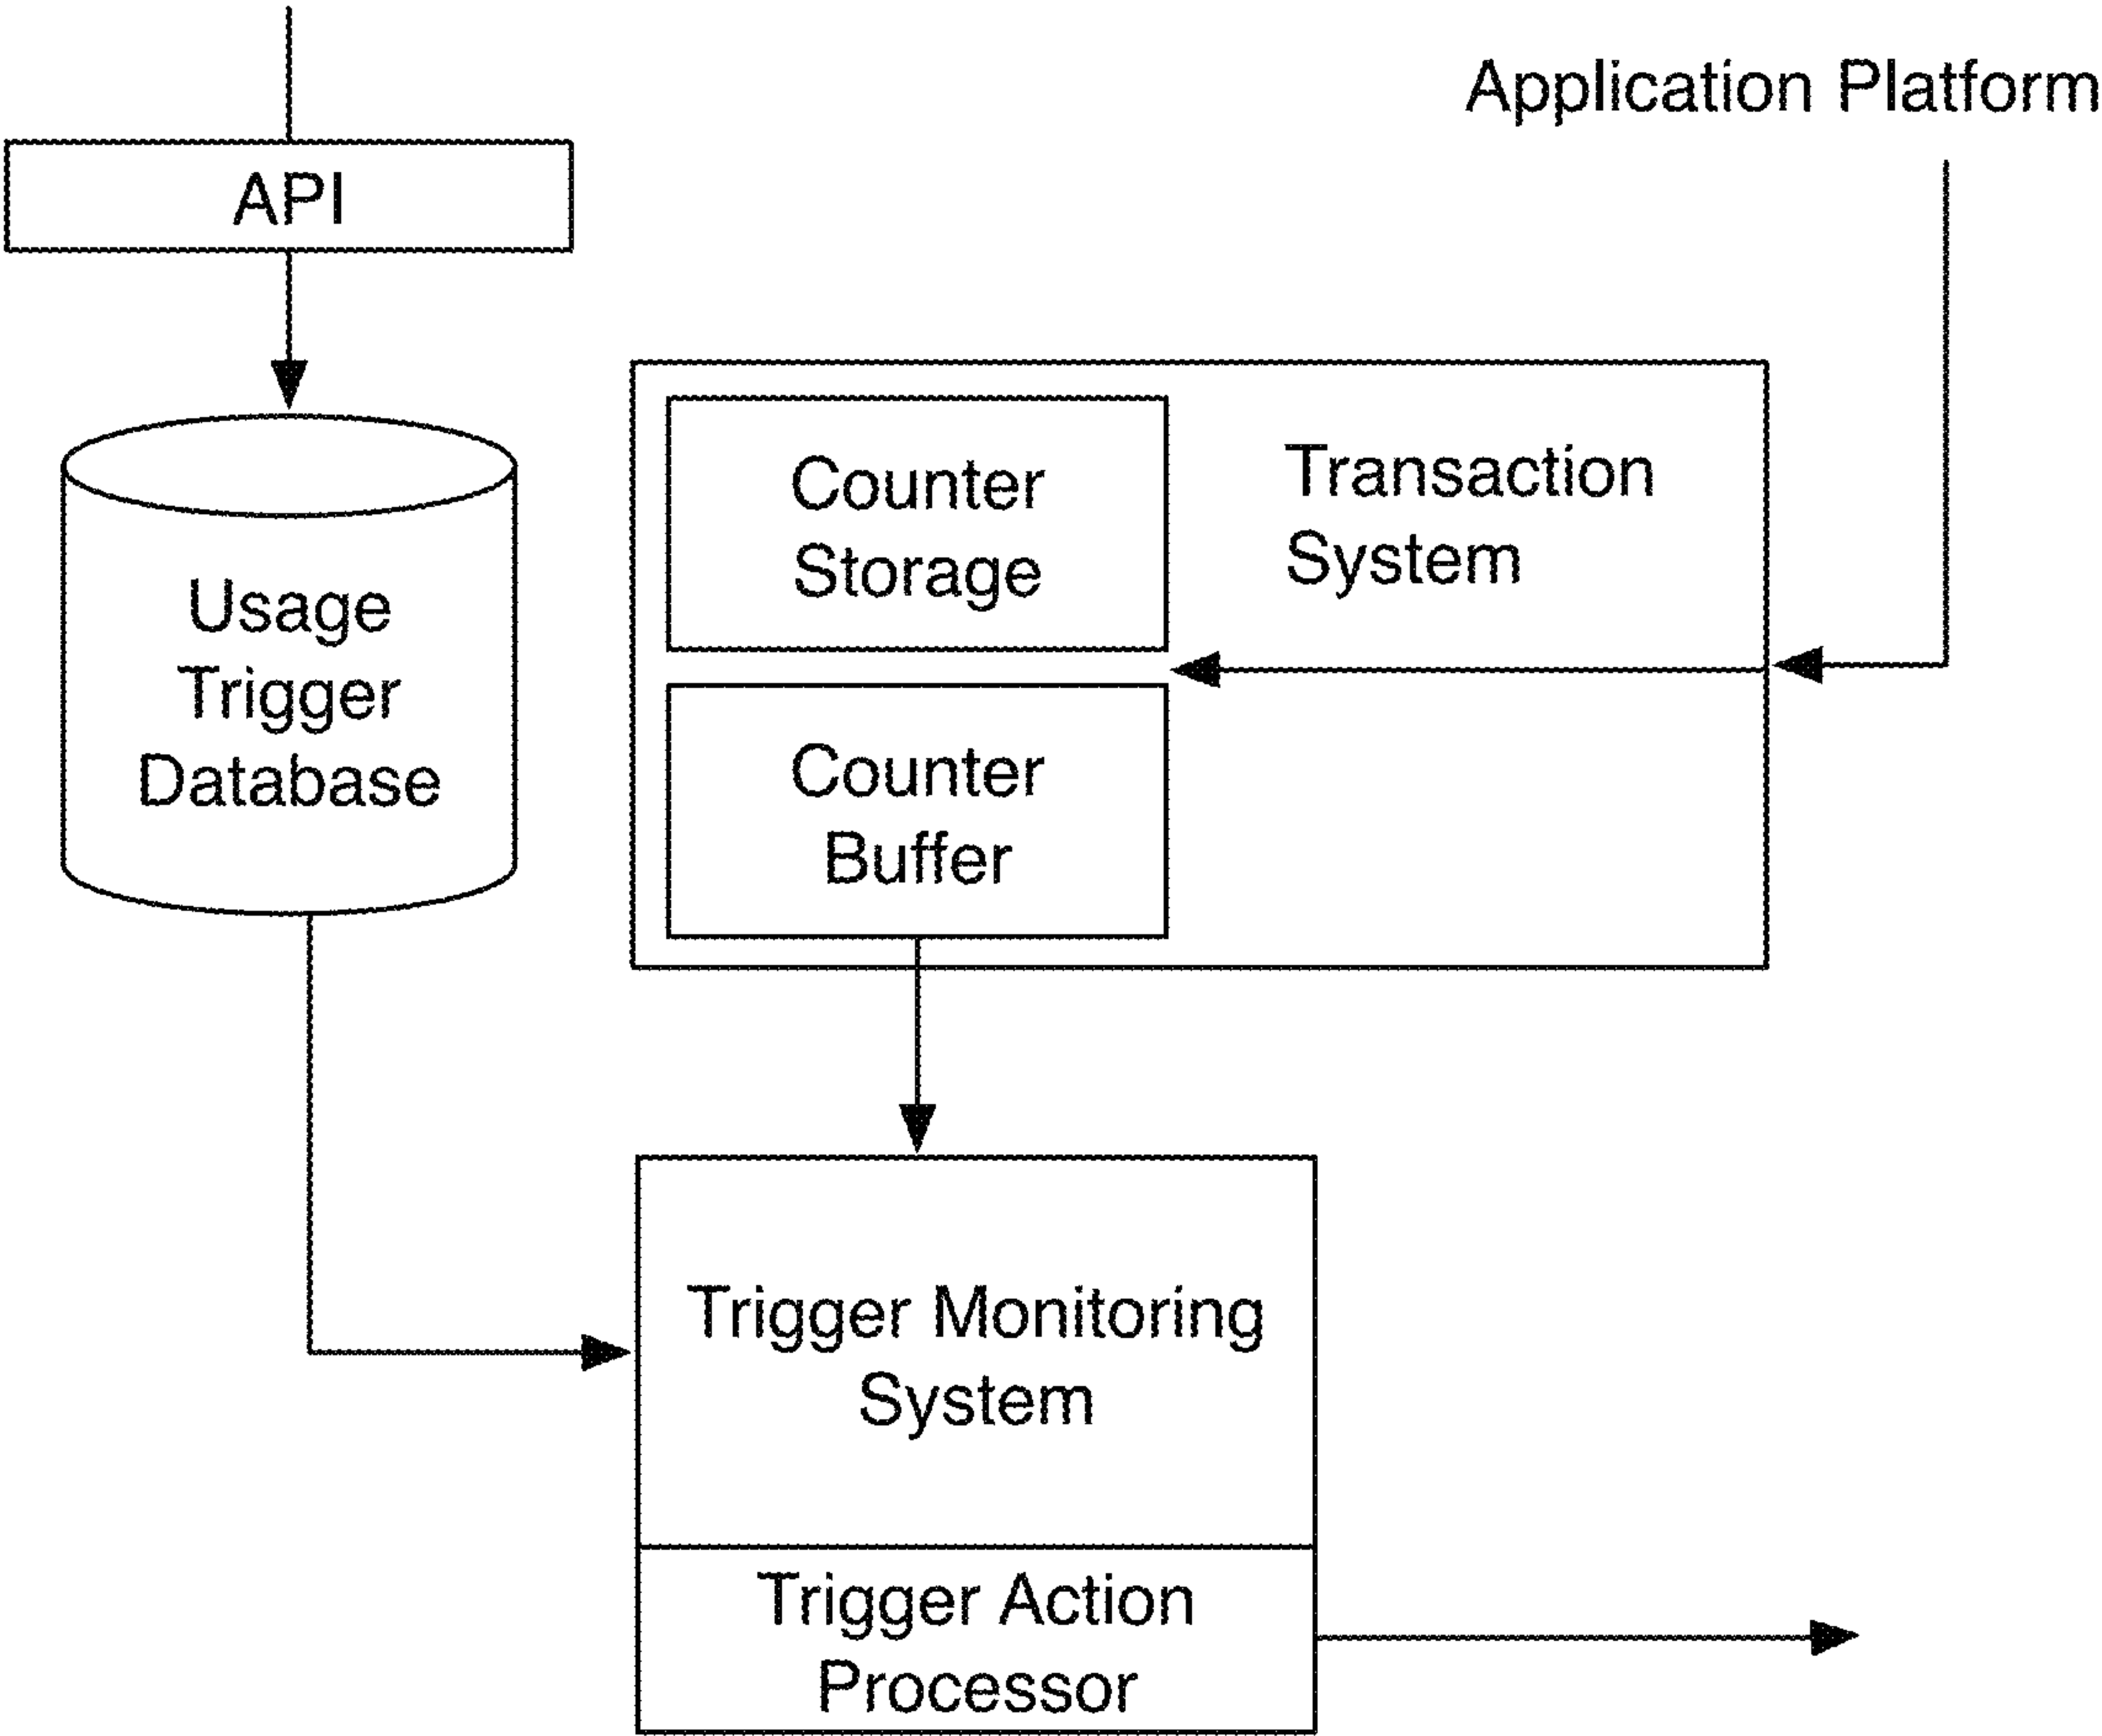 Application Platform
API
Counter
Storage
Transaction
System
Usage
Trigger
Database
Counter
Buffer
Trigger Monitoring
System
Trigger Action
Processor